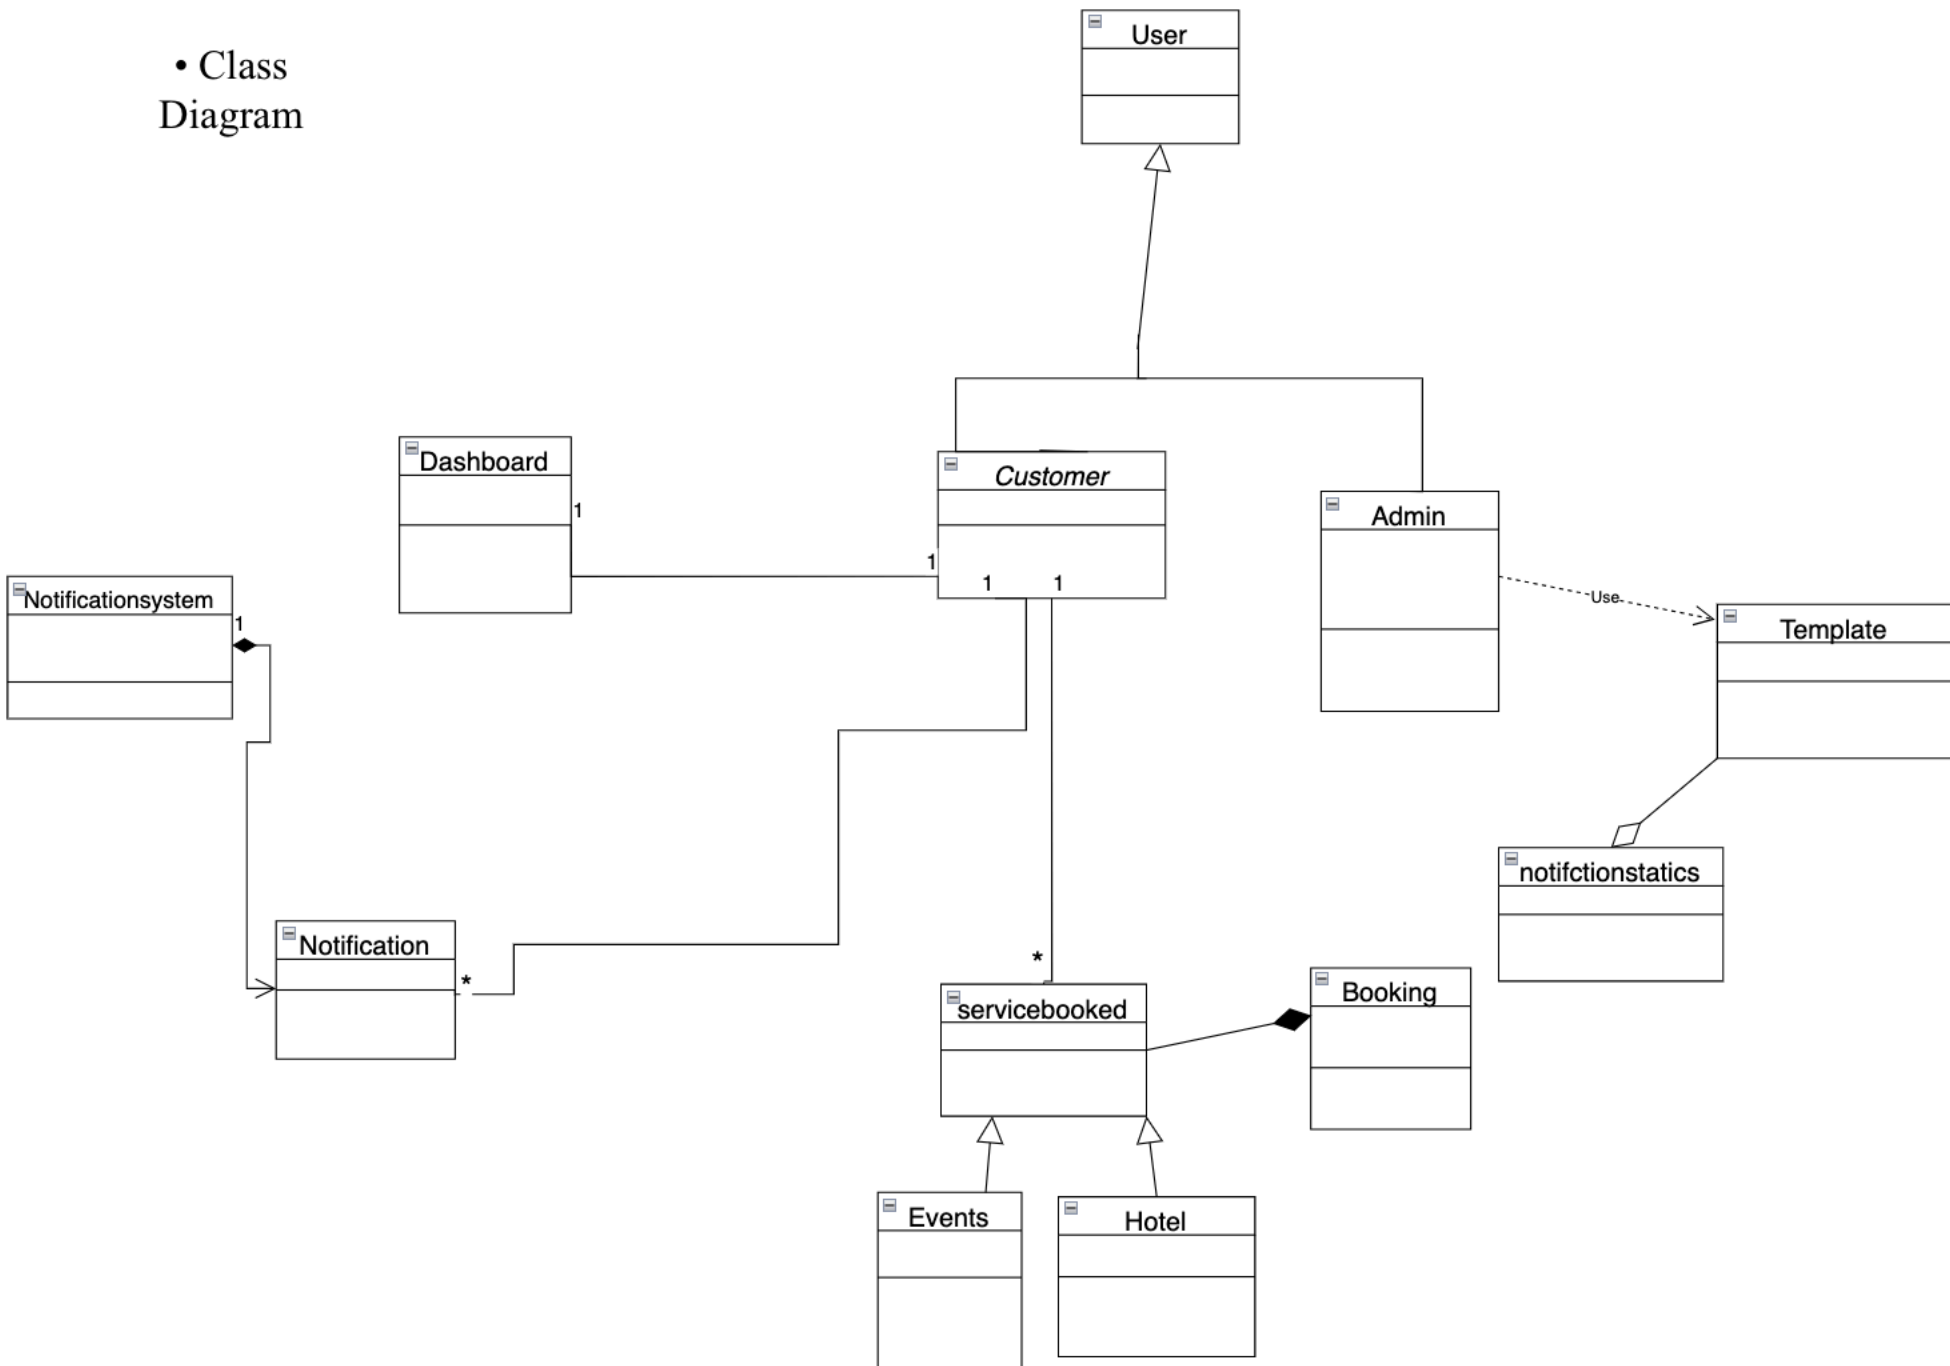 • Class
Diagram
User
Dashboard
Customer
Admin
1
1
1 1
Notificationsystem
1
Use
Template
notifctionstatics
Notification
*
*
servicebooked
Booking
Events
Hotel